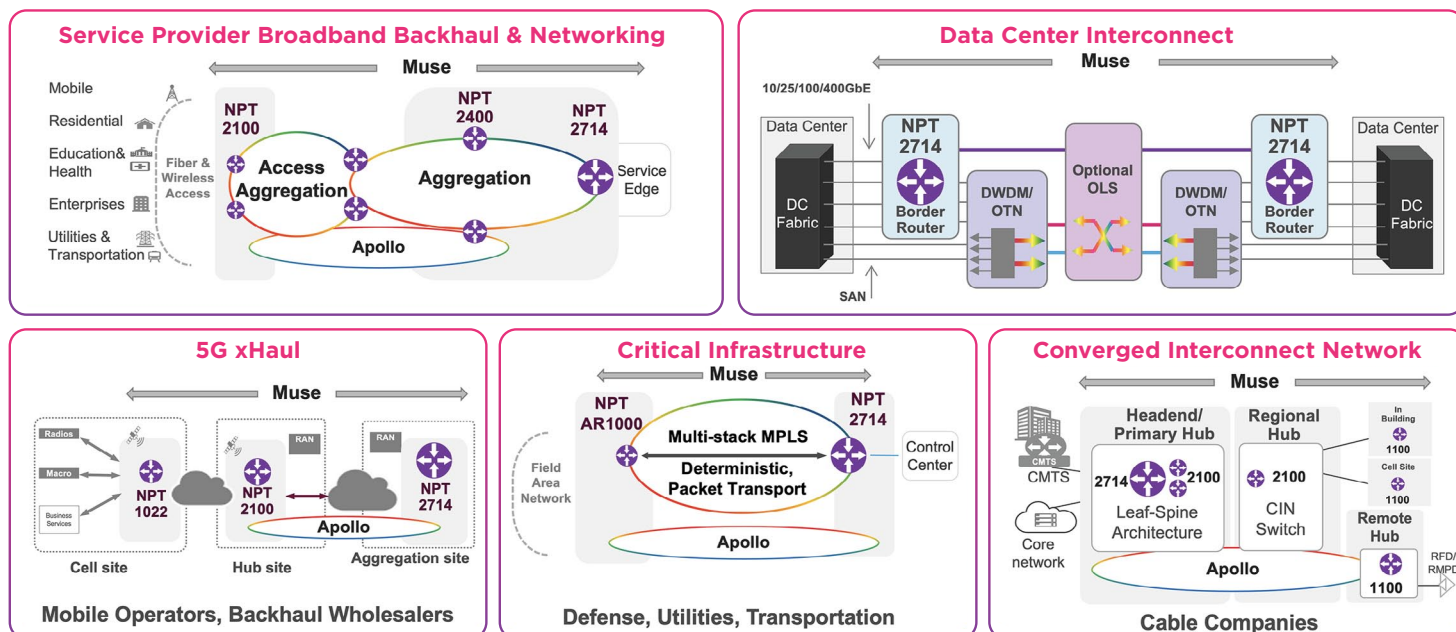 Service Provider Broadband Backhaul & Networking
Muse
Mobile
Residential
Education&
Health
Enterprises
Utilities &
Transportation
Fiber &
Wireless
Access
NPT
2100
NPT
2400
NPT
2714
Access
Aggregation
Aggregation
Service
Edge
Apollo
Data Center Interconnect
Muse
10/25/100/400GbE
Data Center
DC
Fabric
NPT
2714
Border
Router
DWDM/
OTN
Optional
OLS
DWDM/
OTN
NPT
2714
Border
Router
Data Center
DC
Fabric
SAN
5G xHaul
Muse
Radios
Macro
Business
Services
NPT
1022
Cell site
RAN
NPT
2100
Hub site
RAN
NPT
2714
Apollo
Aggregation site
Mobile Operators, Backhaul Wholesalers
Critical Infrastructure
Muse
NPT
AR1000
NPT
2714
Field
Area
Network
Multi-stack MPLS
Deterministic,
Packet Transport
Control
Center
Apollo
Defense, Utilities, Transportation
Converged Interconnect Network
Muse
CMTS
CMTS
Core
network
Headend/
Primary Hub
2714
2100
Leaf-Spine
Architecture
Regional
Hub
2100
CIN
Switch
In
Building
1100
Cell Site
1100
Remote
Hub
1100
RFD/
RMPD
Apollo
Cable Companies